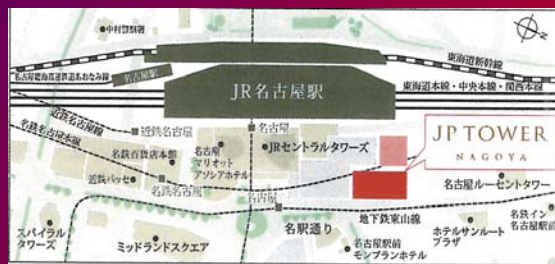 中村警察署
東海道新幹線
名古屋臨海高速鉄道あおなみ線
名古屋駅
東海道本線・中央本線・関西本線
JR名古屋駅
近鉄名古屋線
名鉄名古屋本線
近鉄名古屋
名古屋
名古屋
マリオット
アソシアホテル
JRセントラルタワーズ
JP TOWER
NAGOYA
名鉄百貨店本館
近鉄パッセ
名鉄名古屋
名古屋
名古屋ルーセントタワー
地下鉄東山線
名駅通り
スパイラル
タワーズ
ミッドランドスクエア
名古屋駅前
モンブランホテル
ホテルサンルート
プラザ
名鉄イン
名古屋駅前
N